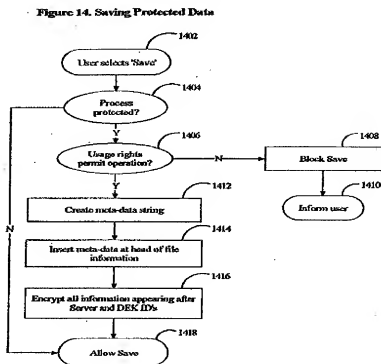 Figure 14. Saving Protected Data
1402
User selects 'Save'
1404
Process
protected?
Y
1406
Usage rights
permit operation?
N
1408
Block Save
1410
Inform user
Y
1412
Create meta-data string
1414
Insert meta-data at head of file
information
N
1416
Encrypt all information appearing after
Server and DEK ID's
1418
Allow Save